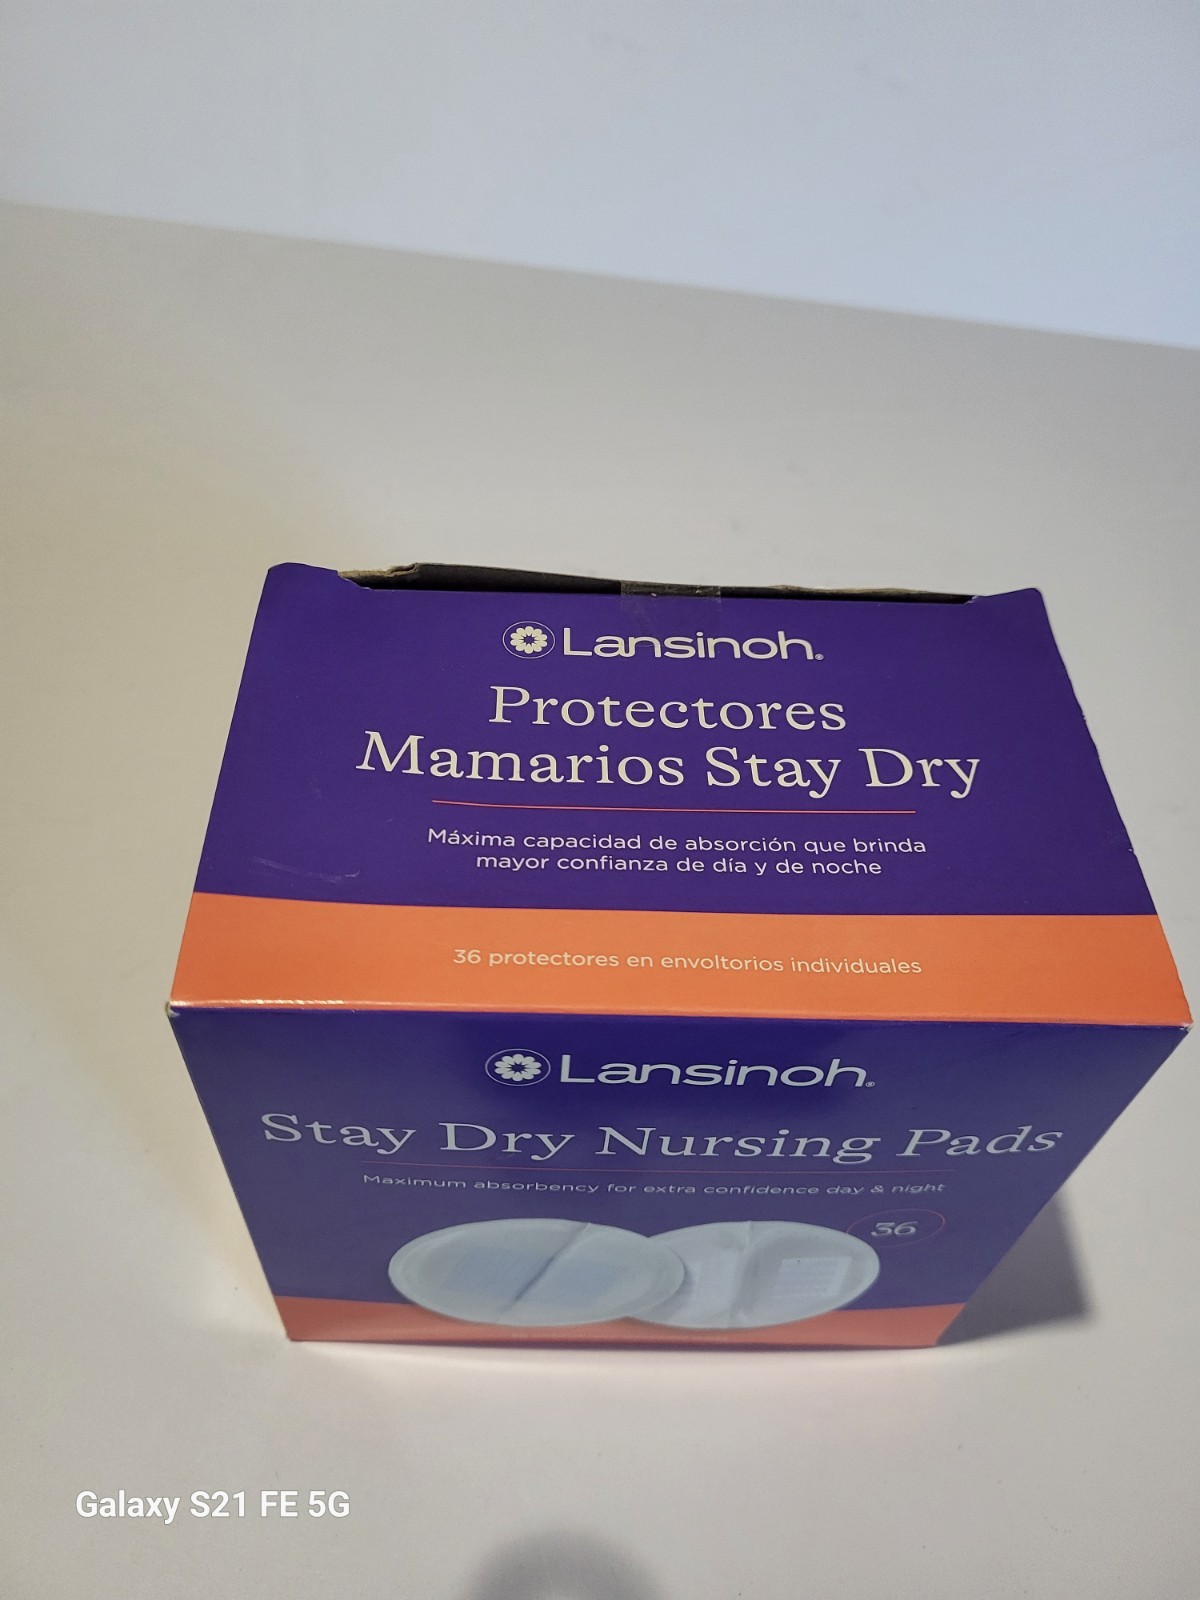 Lansinoh®
Protectores
Mamarios Stay Dry
Máxima capacidad de absorción que brinda
mayor confianza de día y de noche
36 protectores en envoltorios individuales
Lansinoh®
Stay Dry Nursing Pads
Maximum absorbency for extra confidence day & night
36
Galaxy S21 FE 5G